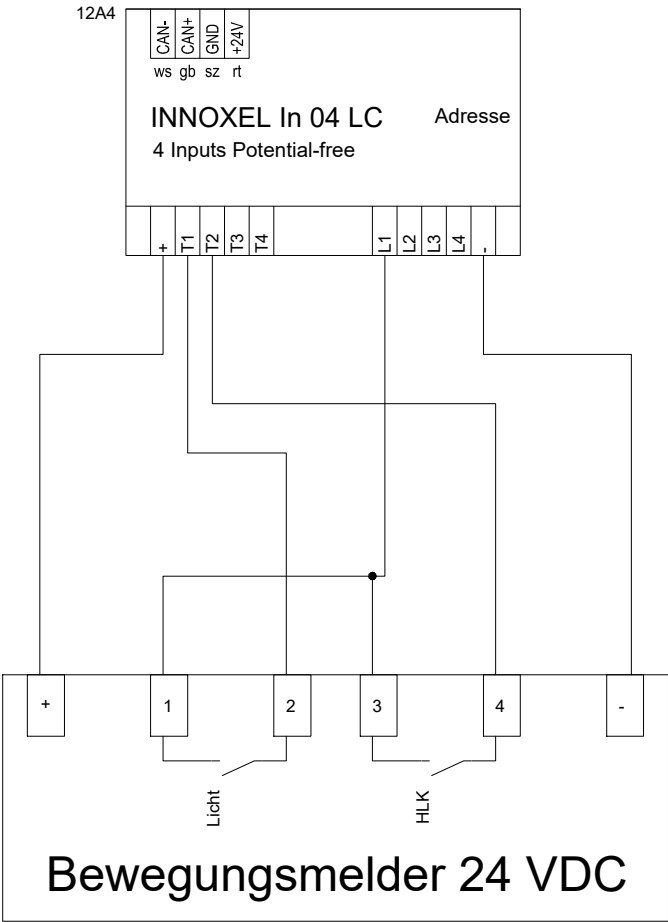 12A4
CAN- CAN+ GND +24V
ws gb sz rt
INNOXEL In 04 LC Adresse
4 Inputs Potential-free
+ T1 T2 T3 T4 L1 L2 L3 L4 -
+ 1 2 3 4 -
Licht HLK
Bewegungsmelder 24 VDC